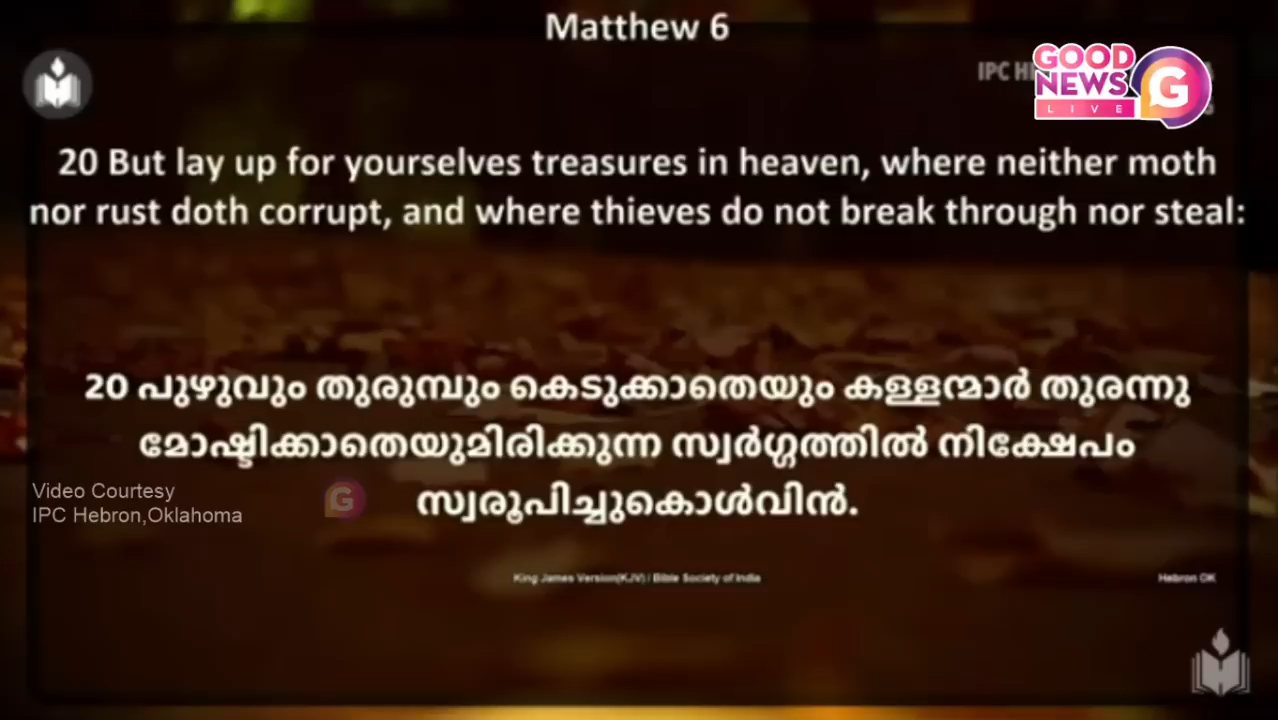 Matthew 6
IPC
GOOD
NEWS
LIVE
G
20 But lay up for yourselves treasures in heaven, where neither moth
nor rust doth corrupt, and where thieves do not break through nor steal:
20 പുഴുവും തുരുമ്പും കെടുക്കാതെയും കള്ളന്മാർ തുരന്നു
മോഷ്ടിക്കാതെയുമിരിക്കുന്ന സ്വർഗ്ഗത്തിൽ നിക്ഷേപം
സ്വരൂപിച്ചുകൊൾവിൻ.
Video Courtesy
IPC Hebron,Oklahoma
G
King James Version(KJV) / Bible Society of India
Hebron OK